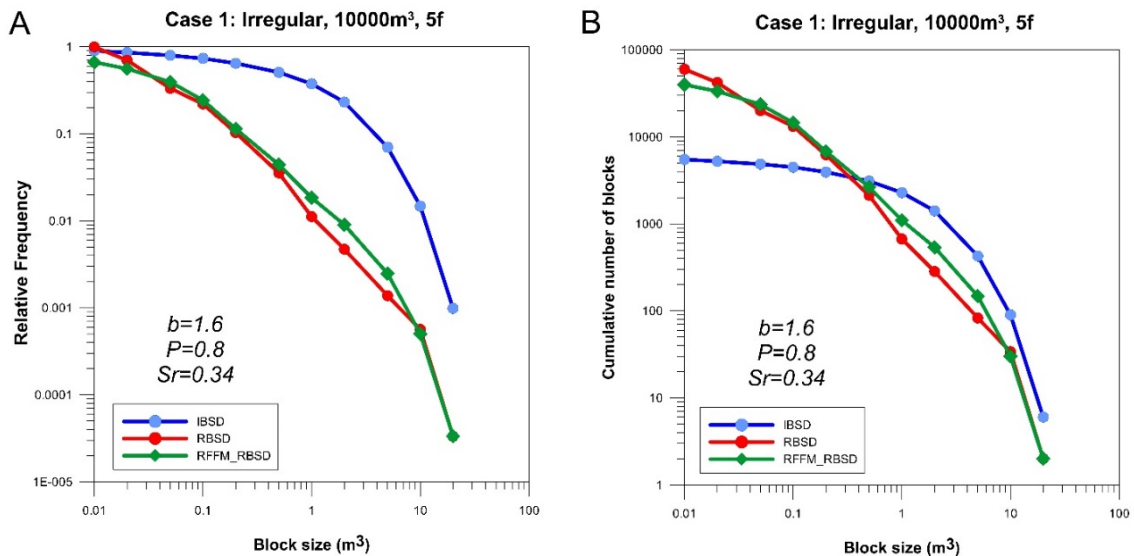 A
Case 1: Irregular, 10000m³, 5f
Relative Frequency
1
0.1
0.01
0.001
0.0001
1E-005
b=1.6
P=0.8
Sr=0.34
IBSD
RBSD
RFFM_RBSD
0.01 0.1 1 10 100
Block size (m³)
B
Case 1: Irregular, 10000m³, 5f
Cumulative number of blocks
100000
10000
1000
100
10
1
b=1.6
P=0.8
Sr=0.34
IBSD
RBSD
RFFM_RBSD
0.01 0.1 1 10 100
Block size (m³)